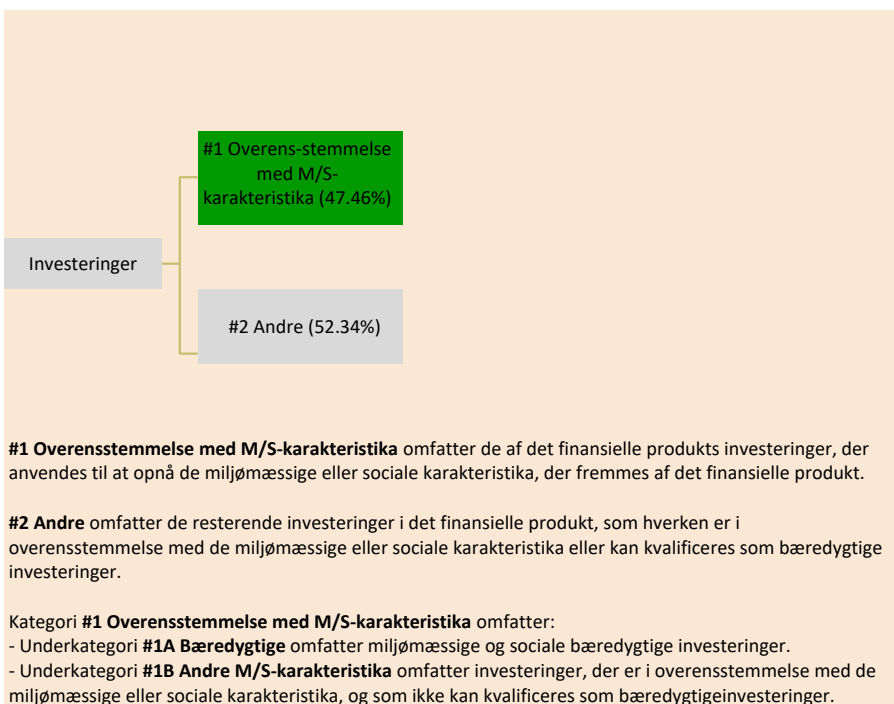 #1 Overens-stemmelse
med M/S-
karakteristika (47.46%)
Investeringer
#2 Andre (52.34%)
#1 Overensstemmelse med M/S-karakteristika omfatter de af det finansielle produkts investeringer, der
anvendes til at opnå de miljømæssige eller sociale karakteristika, der fremmes af det finansielle produkt.
#2 Andre omfatter de resterende investeringer i det finansielle produkt, som hverken er i
overensstemmelse med de miljømæssige eller sociale karakteristika eller kan kvalificeres som bæredygtige
investeringer.
Kategori #1 Overensstemmelse med M/S-karakteristika omfatter:
- Underkategori #1A Bæredygtige omfatter miljømæssige og sociale bæredygtige investeringer.
- Underkategori #1B Andre M/S-karakteristika omfatter investeringer, der er i overensstemmelse med de
miljømæssige eller sociale karakteristika, og som ikke kan kvalificeres som bæredygtigeinvesteringer.